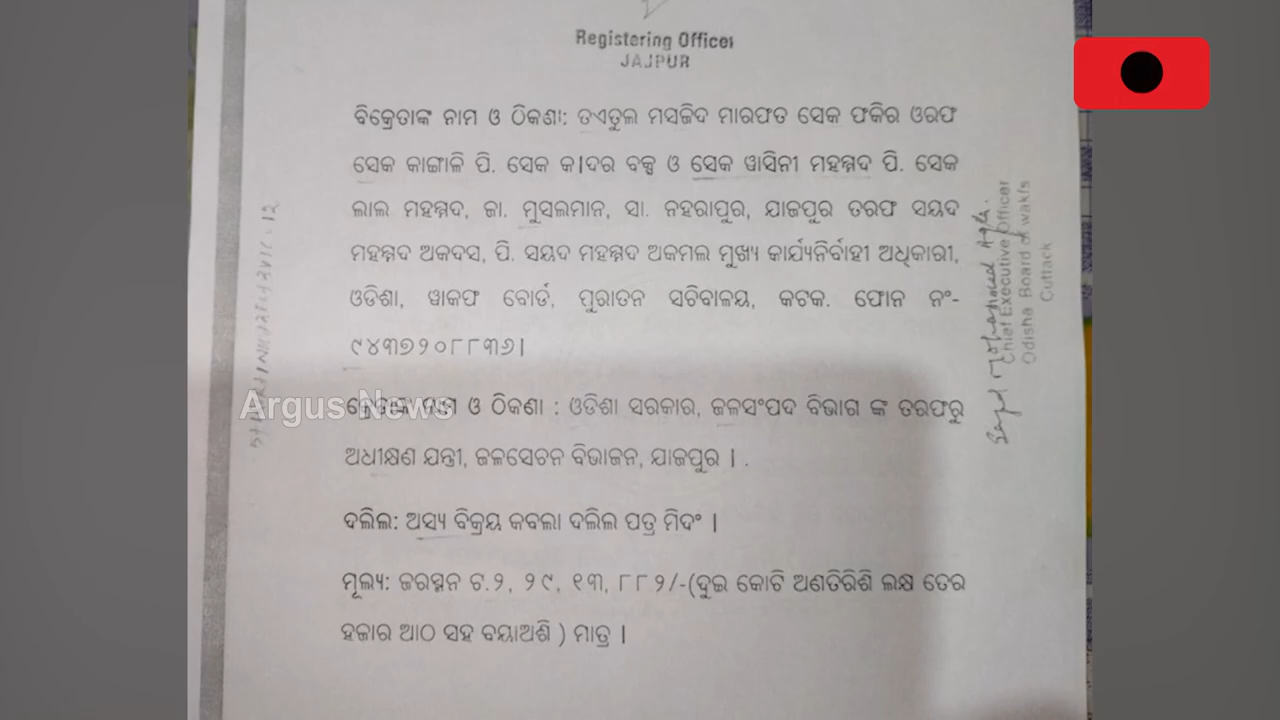 Registering Officer
JAJPUR
ବିକ୍ରେତାଙ୍କ ନାମ ଓ ଠିକଣା: ତଏତୁଲ ମସଜିଦ ମାରଫତ ସେକ ଫକିର ଓରଫ
ସେକ କାଙ୍ଗାଳି ପି. ସେକ କାଦର ବକ୍ସ ଓ ସେକ ୱାସିନୀ ମହମ୍ମଦ ପି. ସେକ
ଲାଲ ମହମ୍ମଦ, ଜା. ମୁସଲମାନ, ସା. ନହରାପୁର, ଯାଜପୁର ତରଫ ସୟଦ
ମହମ୍ମଦ ଅକଦସ, ପି. ସୟଦ ମହମ୍ମଦ ଅକମଲ ମୁଖ୍ୟ କାର୍ଯ୍ୟନିର୍ବାହୀ ଅଧିକାରୀ,
ଓଡିଶା, ୱାକଫ ବୋର୍ଡ, ପୁରାତନ ସଚିବାଳୟ, କଟକ. ଫୋନ ନଂ-
୯୪୩୭୨୦୮୮୩୬।
କ୍ରେତାଙ୍କ ନାମ ଓ ଠିକଣା : ଓଡିଶା ସରକାର, ଜଳସଂପଦ ବିଭାଗ ଙ୍କ ତରଫରୁ
ଅଧୀକ୍ଷଣ ଯନ୍ତ୍ରୀ, ଜଳସେଚନ ବିଭାଜନ, ଯାଜପୁର । .
ଦଲିଲ: ଅସ୍ୟ ବିକ୍ରୟ କବଲା ଦଲିଲ ପତ୍ର ମିଦଂ ।
ମୂଲ୍ୟ: ଜରସ୍ମନ ଟ.୨, ୨୯, ୧୩, ୮୮୨/-(ଦୁଇ କୋଟି ଅଣତିରିଶି ଲକ୍ଷ ତେର
ହଜାର ଆଠ ସହ ବୟାଅଶି ) ମାତ୍ର ।
Argus News
Chief Executive Officer
Odisha Board of wakfs
Cuttack